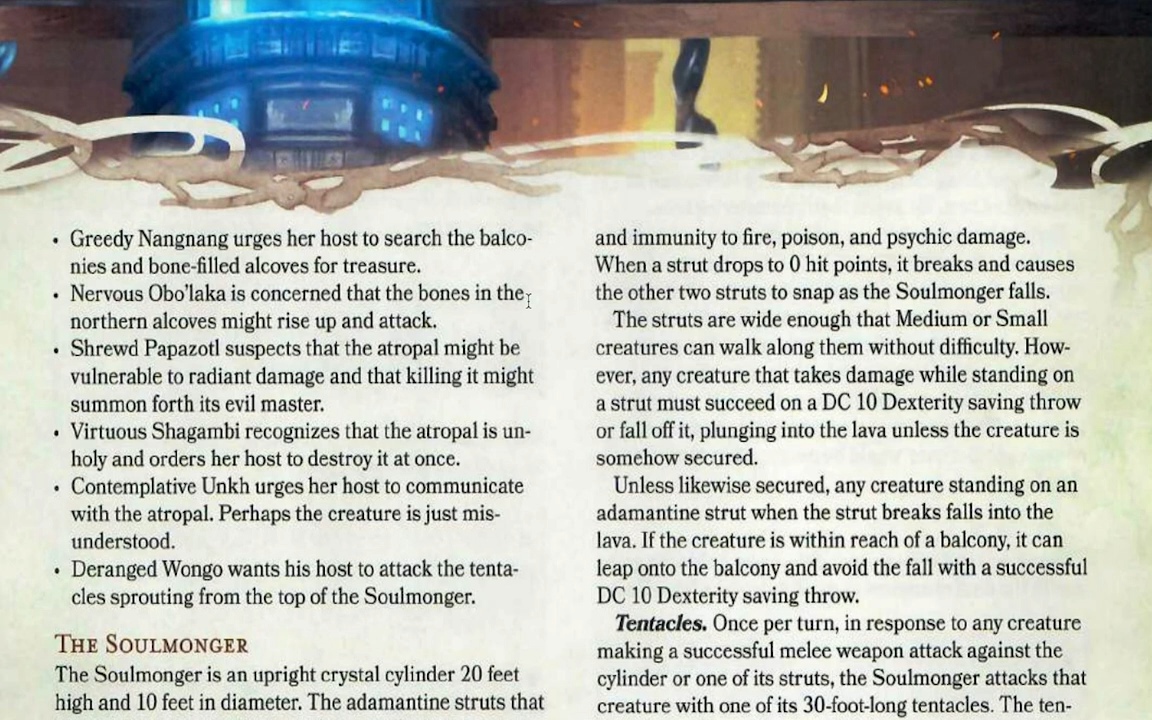 • Greedy Nangnang urges her host to search the balco-
nies and bone-filled alcoves for treasure.
• Nervous Obo'laka is concerned that the bones in the
northern alcoves might rise up and attack.
• Shrewd Papazotl suspects that the atropal might be
vulnerable to radiant damage and that killing it might
summon forth its evil master.
• Virtuous Shagambi recognizes that the atropal is un-
holy and orders her host to destroy it at once.
• Contemplative Unkh urges her host to communicate
with the atropal. Perhaps the creature is just mis-
understood.
• Deranged Wongo wants his host to attack the tenta-
cles sprouting from the top of the Soulmonger.
The Soulmonger
The Soulmonger is an upright crystal cylinder 20 feet
high and 10 feet in diameter. The adamantine struts that
and immunity to fire, poison, and psychic damage.
When a strut drops to 0 hit points, it breaks and causes
the other two struts to snap as the Soulmonger falls.
The struts are wide enough that Medium or Small
creatures can walk along them without difficulty. How-
ever, any creature that takes damage while standing on
a strut must succeed on a DC 10 Dexterity saving throw
or fall off it, plunging into the lava unless the creature is
somehow secured.
Unless likewise secured, any creature standing on an
adamantine strut when the strut breaks falls into the
lava. If the creature is within reach of a balcony, it can
leap onto the balcony and avoid the fall with a successful
DC 10 Dexterity saving throw.
Tentacles. Once per turn, in response to any creature
making a successful melee weapon attack against the
cylinder or one of its struts, the Soulmonger attacks that
creature with one of its 30-foot-long tentacles. The ten-